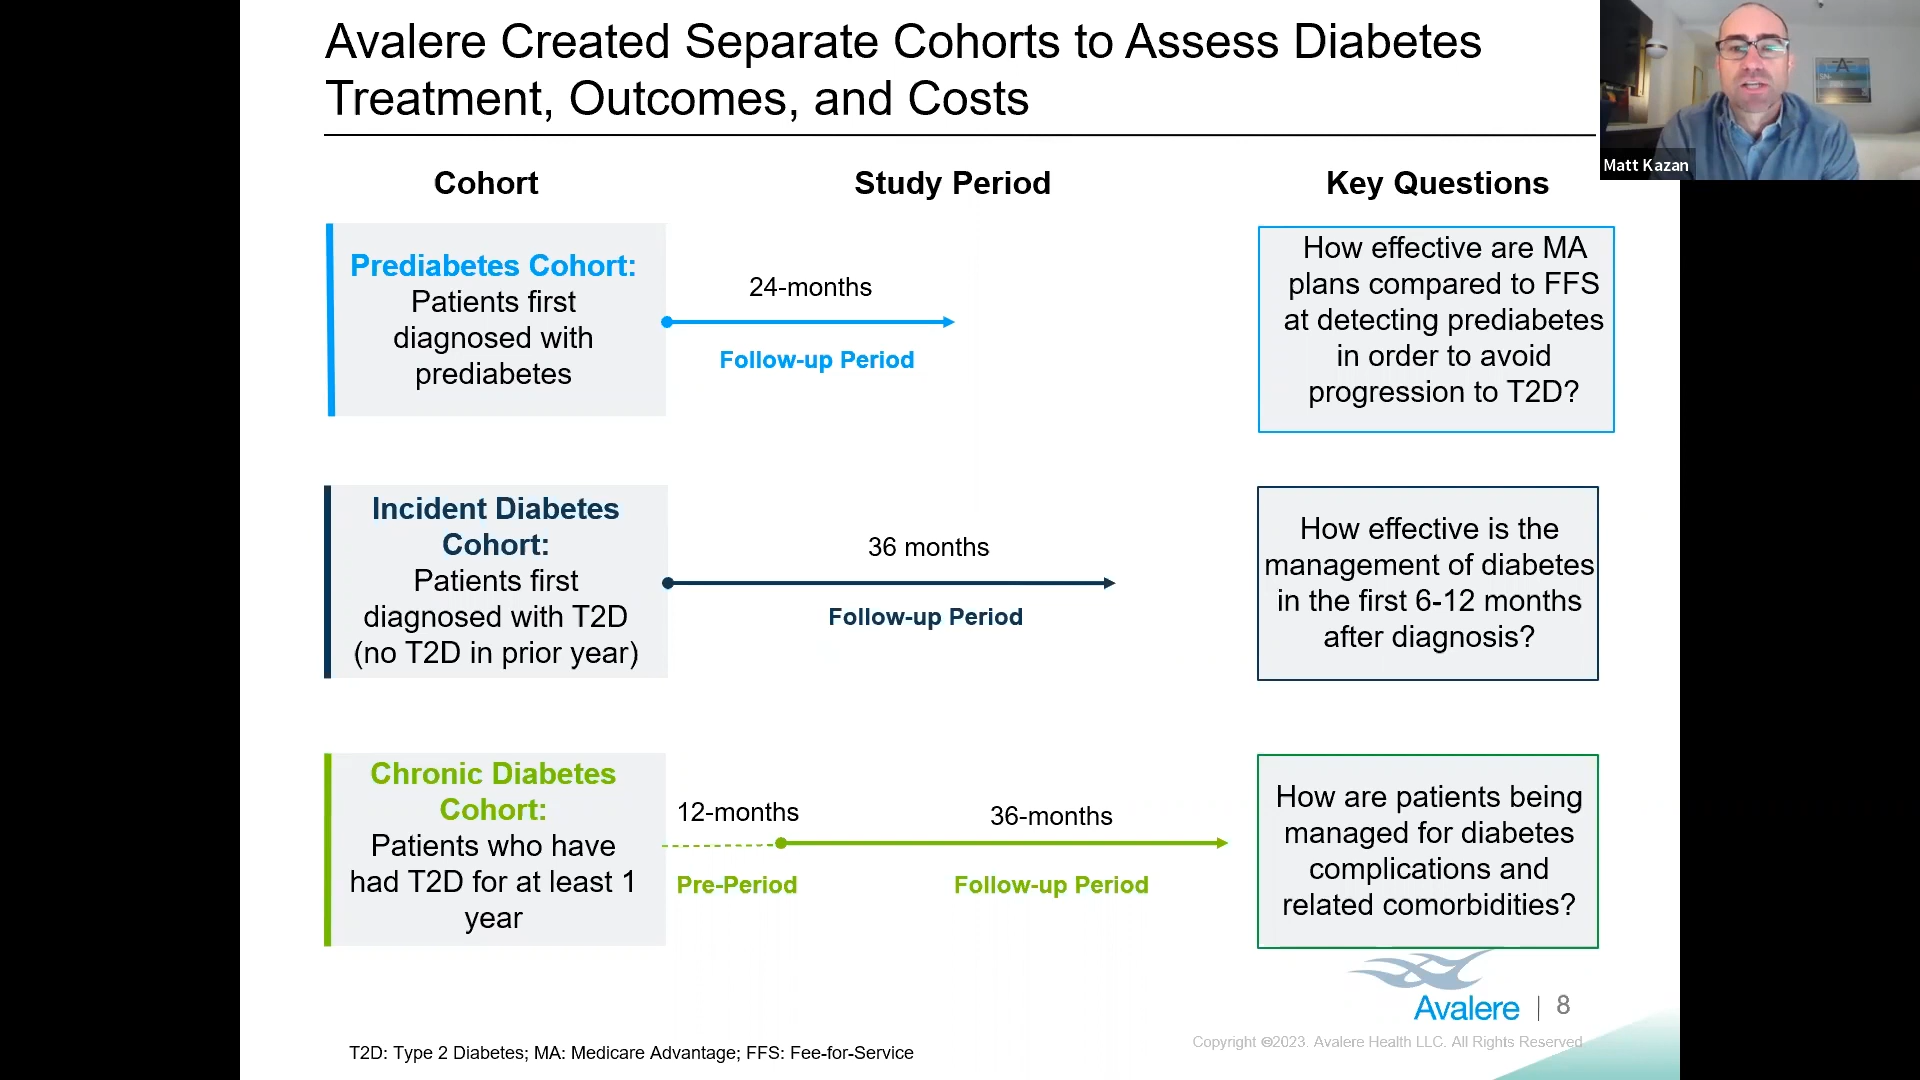 Avalere Created Separate Cohorts to Assess Diabetes
Treatment, Outcomes, and Costs
Matt Kazan
Cohort
Study Period
Key Questions
Prediabetes Cohort:
Patients first
diagnosed with
prediabetes
24-months
Follow-up Period
How effective are MA
plans compared to FFS
at detecting prediabetes
in order to avoid
progression to T2D?
Incident Diabetes
Cohort:
Patients first
diagnosed with T2D
(no T2D in prior year)
36 months
Follow-up Period
How effective is the
management of diabetes
in the first 6-12 months
after diagnosis?
Chronic Diabetes
Cohort:
Patients who have
had T2D for at least 1
year
12-months
Pre-Period
36-months
Follow-up Period
How are patients being
managed for diabetes
complications and
related comorbidities?
Avalere | 8
Copyright ©2023. Avalere Health LLC. All Rights Reserved.
T2D: Type 2 Diabetes; MA: Medicare Advantage; FFS: Fee-for-Service